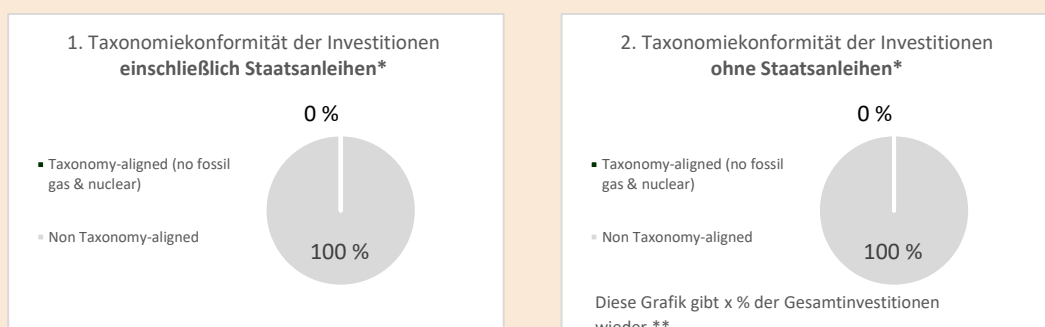 1. Taxonomiekonformität der Investitionen
einschließlich Staatsanleihen*
0 %
Taxonomy-aligned (no fossil
gas & nuclear)
Non Taxonomy-aligned
100 %
2. Taxonomiekonformität der Investitionen
ohne Staatsanleihen*
0 %
Taxonomy-aligned (no fossil
gas & nuclear)
Non Taxonomy-aligned
100 %
Diese Grafik gibt x % der Gesamtinvestitionen
wieder.**